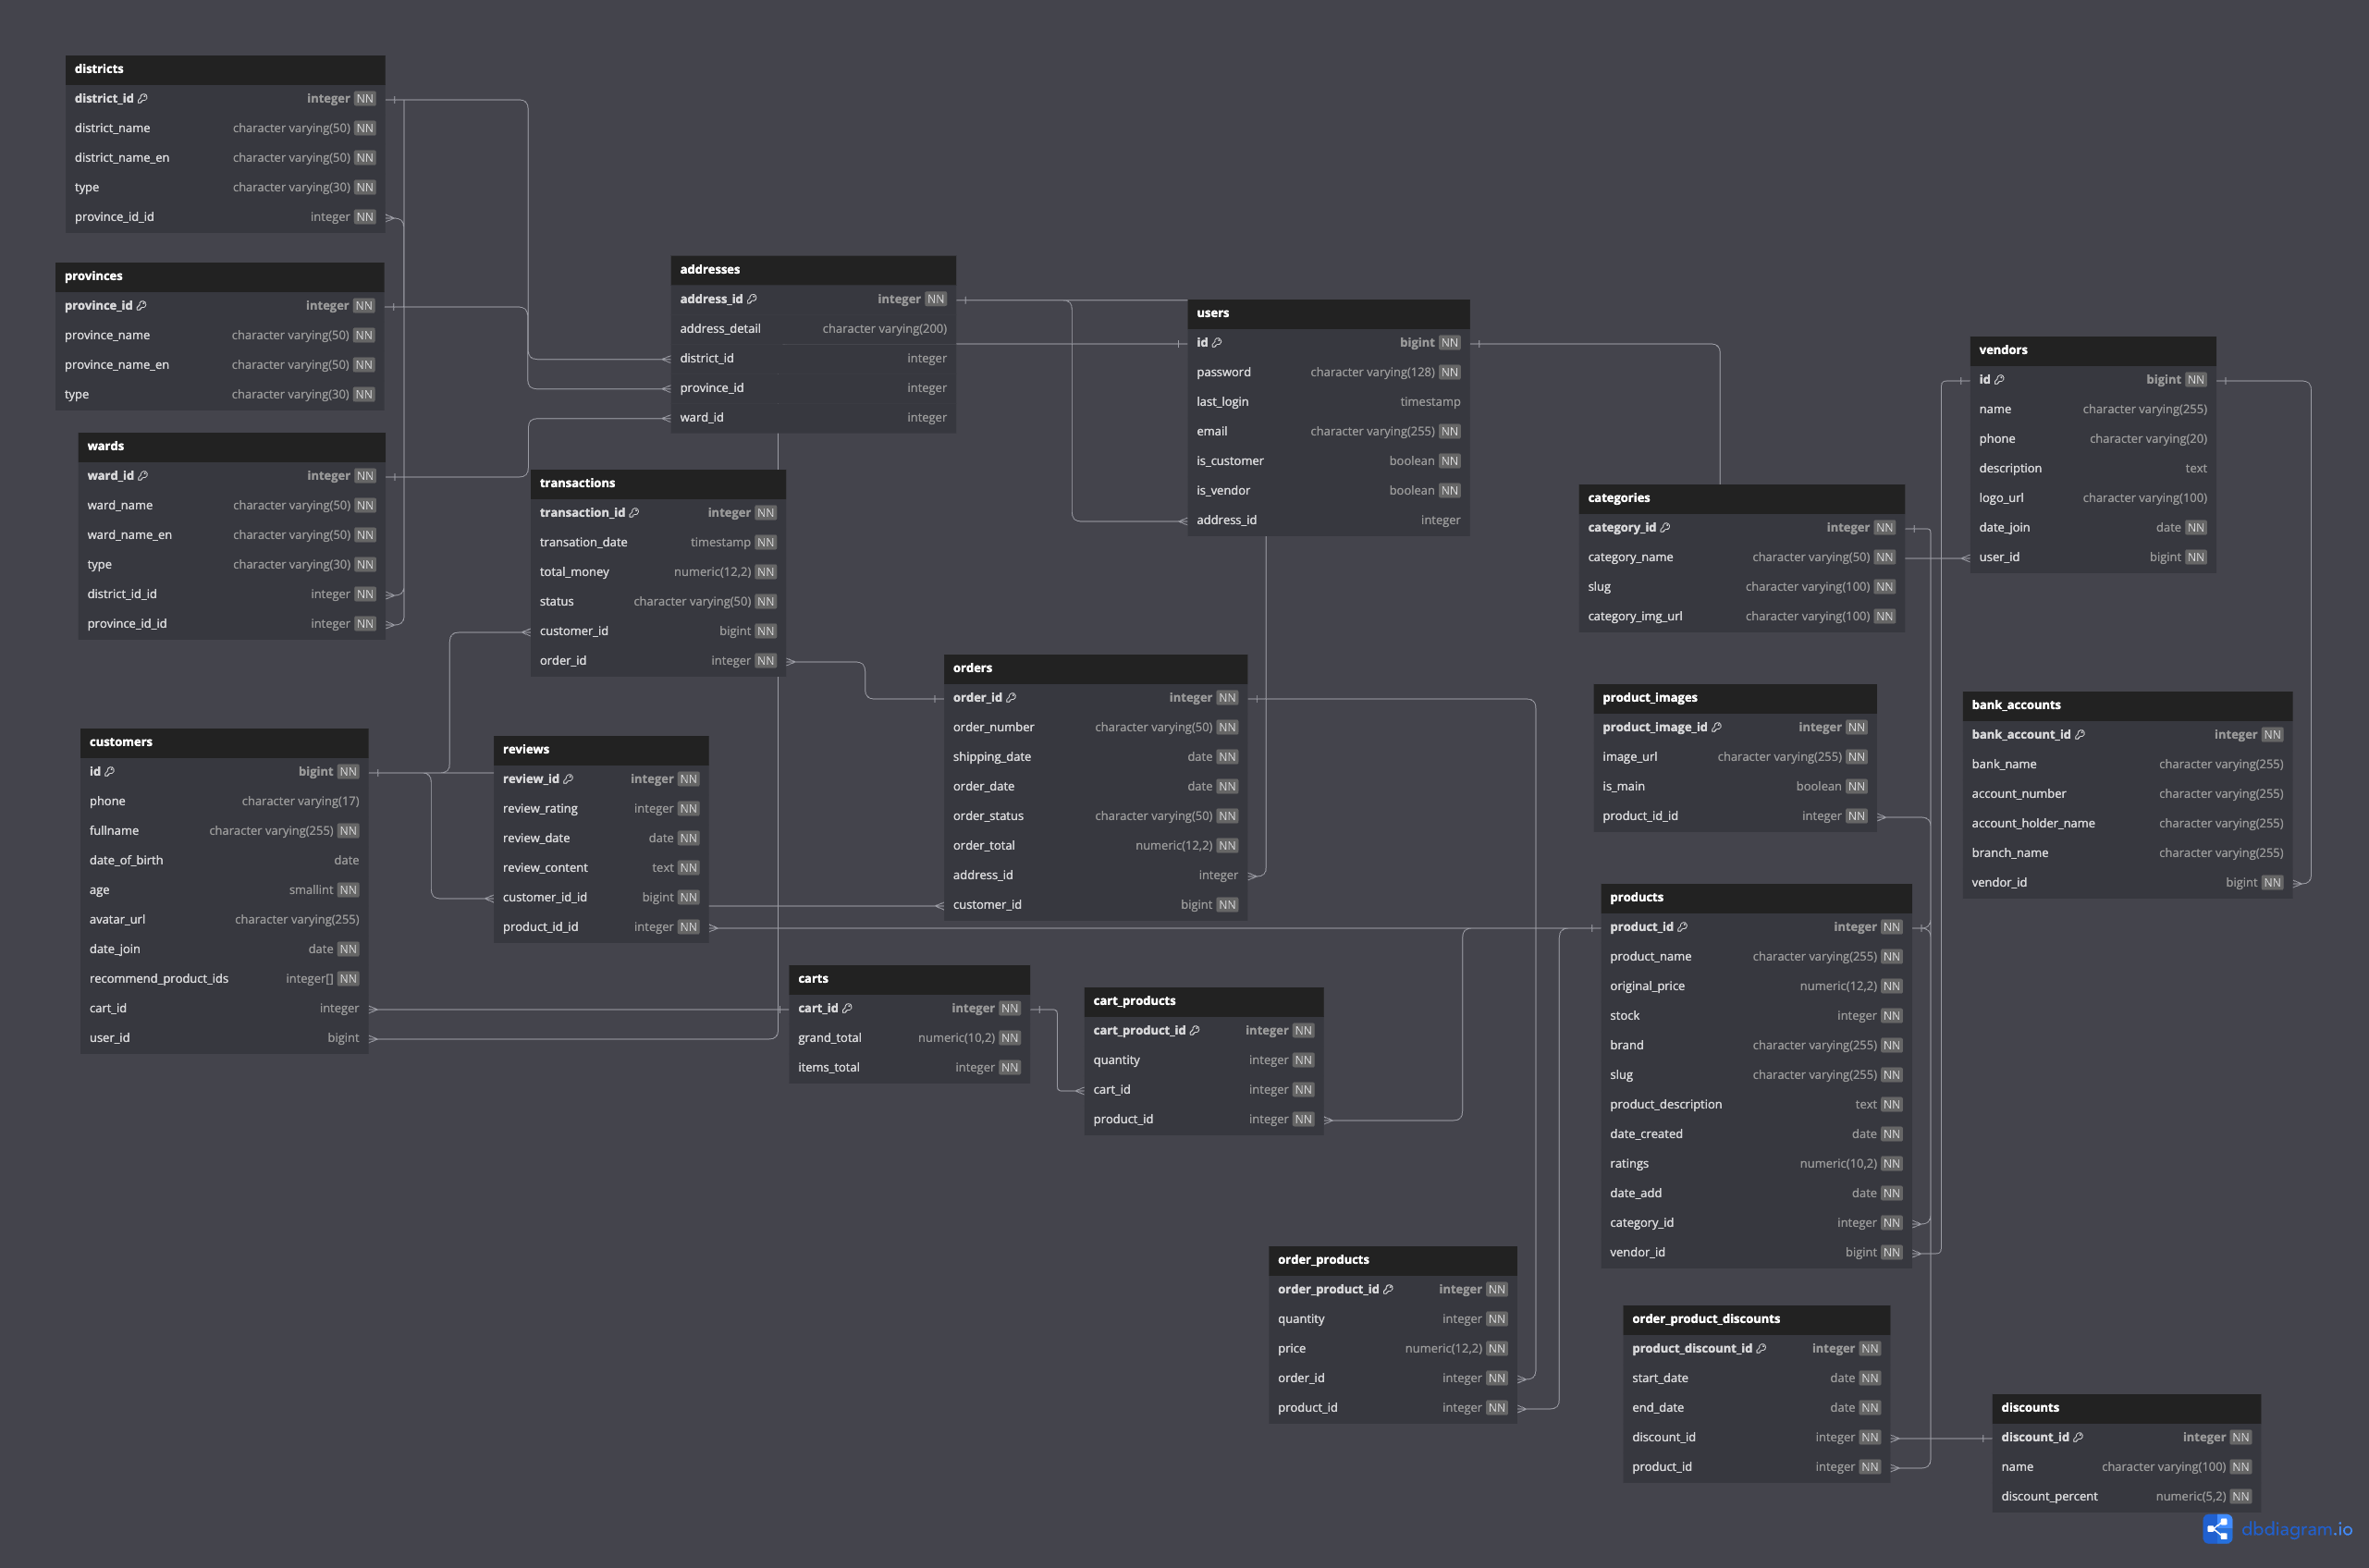 districts
district_id integer NN
district_name character varying(50) NN
district_name_en character varying(50) NN
type character varying(30) NN
province_id_id integer NN
provinces
province_id integer NN
province_name character varying(50) NN
province_name_en character varying(50) NN
type character varying(30) NN
wards
ward_id integer NN
ward_name character varying(50) NN
ward_name_en character varying(50) NN
type character varying(30) NN
district_id_id integer NN
province_id_id integer NN
addresses
address_id integer NN
address_detail character varying(200)
district_id integer
province_id integer
ward_id integer
users
id bigint NN
password character varying(128) NN
last_login timestamp
email character varying(255) NN
is_customer boolean NN
is_vendor boolean NN
address_id integer
vendors
id bigint NN
name character varying(255)
phone character varying(20)
description text
logo_url character varying(100)
date_join date NN
user_id bigint NN
transactions
transaction_id integer NN
transation_date timestamp NN
total_money numeric(12,2) NN
status character varying(50) NN
customer_id bigint NN
order_id integer NN
categories
category_id integer NN
category_name character varying(50) NN
slug character varying(100) NN
category_img_url character varying(100) NN
orders
order_id integer NN
order_number character varying(50) NN
shipping_date date NN
order_date date NN
order_status character varying(50) NN
order_total numeric(12,2) NN
address_id integer
customer_id bigint NN
product_images
product_image_id integer NN
image_url character varying(255) NN
is_main boolean NN
product_id_id integer NN
bank_accounts
bank_account_id integer NN
bank_name character varying(255)
account_number character varying(255)
account_holder_name character varying(255)
branch_name character varying(255)
vendor_id bigint NN
customers
id bigint NN
phone character varying(17)
fullname character varying(255) NN
date_of_birth date
age smallint NN
avatar_url character varying(255)
date_join date NN
recommend_product_ids integer[] NN
cart_id integer
user_id bigint
reviews
review_id integer NN
review_rating integer NN
review_date date NN
review_content text NN
customer_id_id bigint NN
product_id_id integer NN
products
product_id integer NN
product_name character varying(255) NN
original_price numeric(12,2) NN
stock integer NN
brand character varying(255) NN
slug character varying(255) NN
product_description text NN
date_created date NN
ratings numeric(10,2) NN
date_add date NN
category_id integer NN
vendor_id bigint NN
carts
cart_id integer NN
grand_total numeric(10,2) NN
items_total integer NN
cart_products
cart_product_id integer NN
quantity integer NN
cart_id integer NN
product_id integer NN
order_products
order_product_id integer NN
quantity integer NN
price numeric(12,2) NN
order_id integer NN
product_id integer NN
order_product_discounts
product_discount_id integer NN
start_date date NN
end_date date NN
discount_id integer NN
product_id integer NN
discounts
discount_id integer NN
name character varying(100) NN
discount_percent numeric(5,2) NN
dbdiagram.io